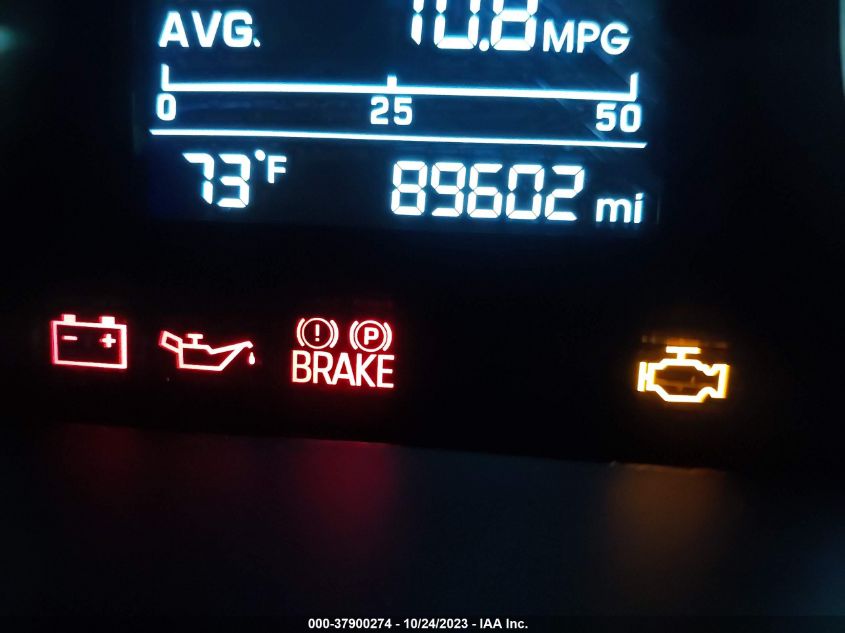 AVG. 10.8 MPG
0 25 50
73°F 89602 mi
(!) (P)
BRAKE
000-37900274 - 10/24/2023 - IAA Inc.